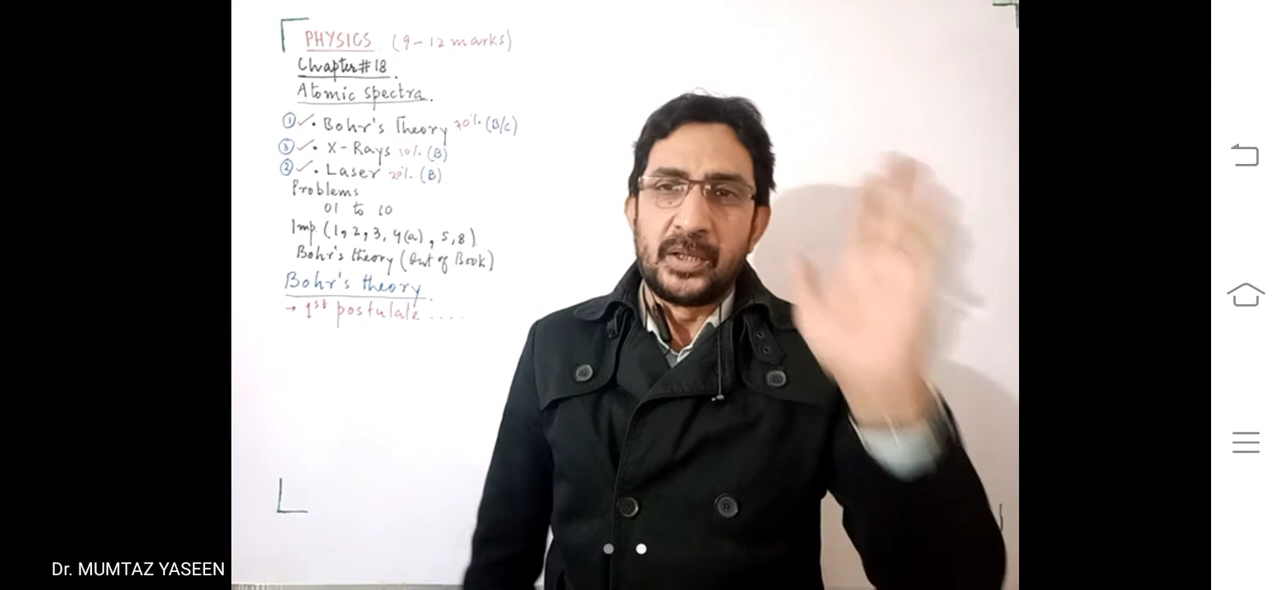 PHYSICS (9-12 marks)
Chapter#18.
Atomic spectra.
① ✓ • Bohr's Theory 70% (B/C)
③ ✓ • X-Rays 10% (B)
② ✓ • Laser 20% (B)
Problems
01 to 10
Imp. (1, 2, 3, 4(a), 5, 8)
Bohr's theory (Out of Book)
Bohr's theory.
→ 1st postulate ....
Dr. MUMTAZ YASEEN